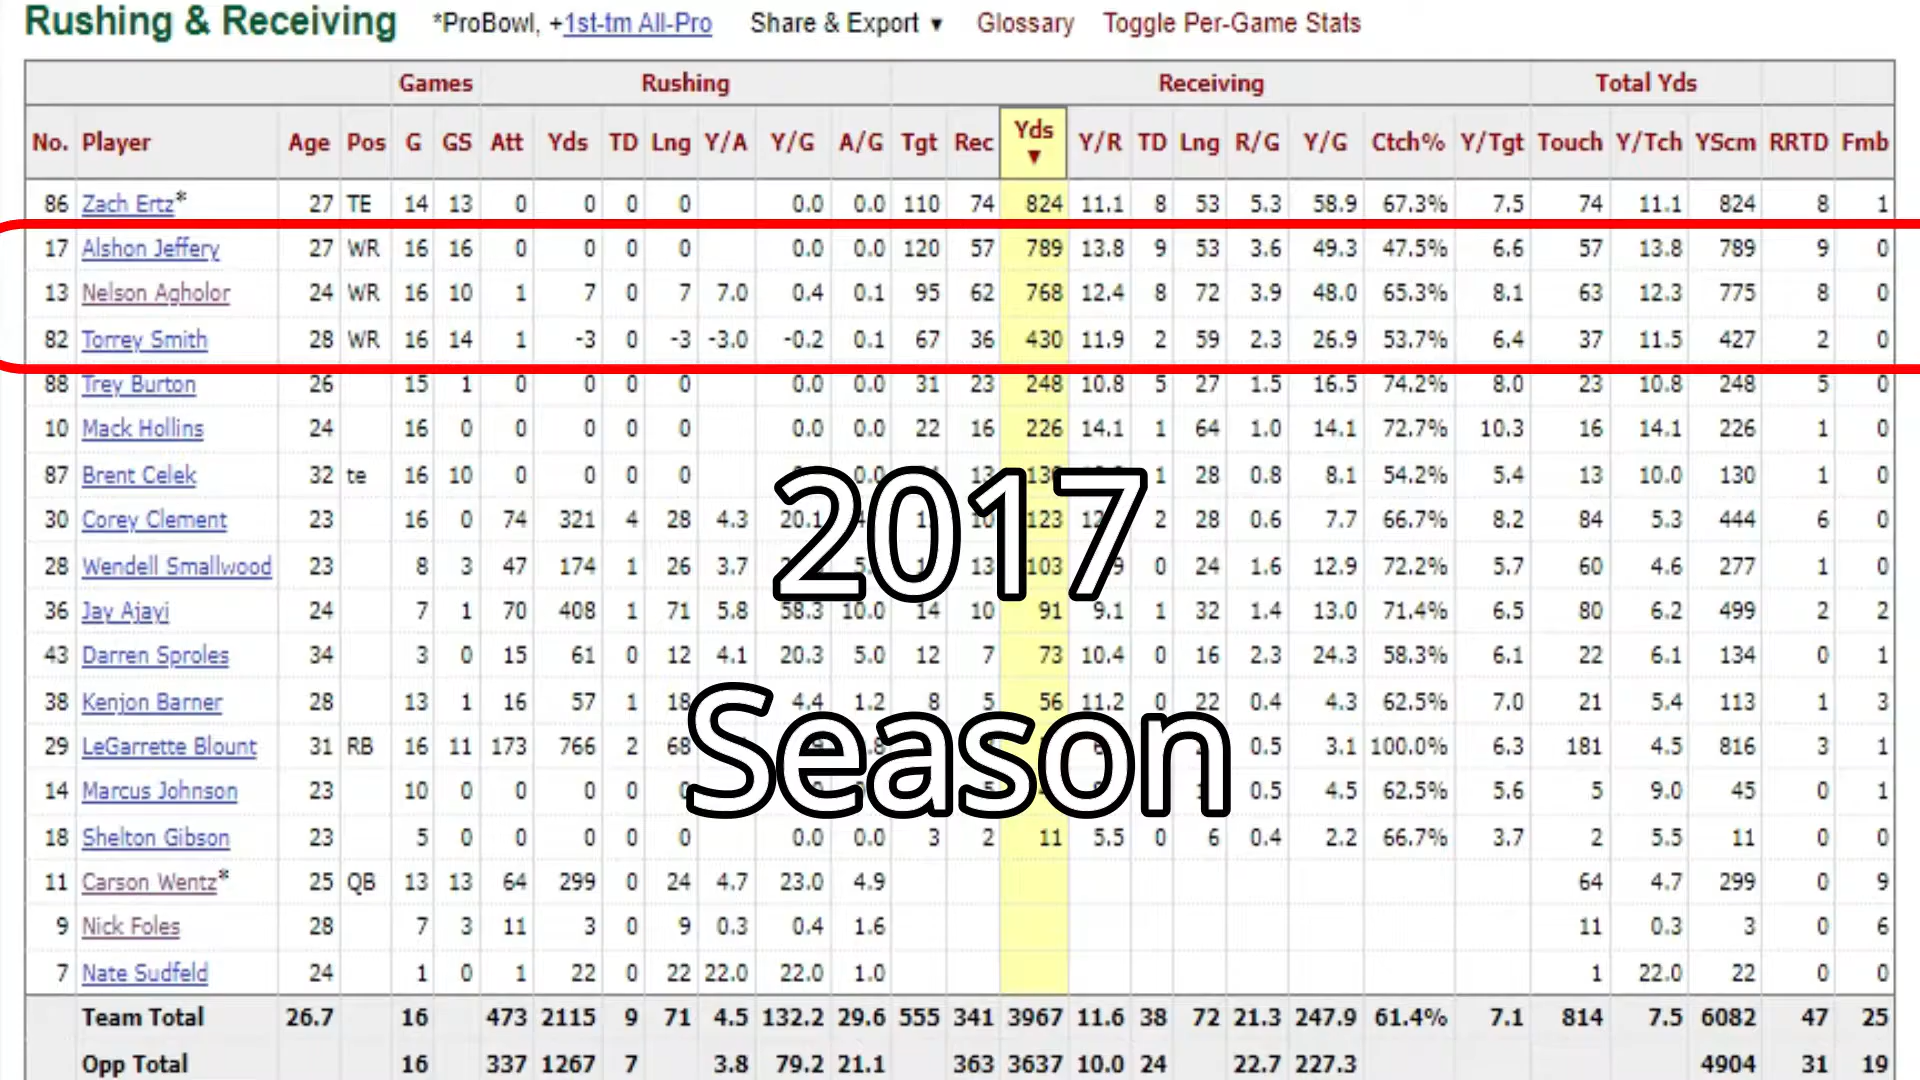 Rushing & Receiving *ProBowl, +1st-tm All-Pro Share & Export ▼ Glossary Toggle Per-Game Stats
Games Rushing Receiving Total Yds
No. Player Age Pos G GS Att Yds TD Lng Y/A Y/G A/G Tgt Rec Yds ▼ Y/R TD Lng R/G Y/G Ctch% Y/Tgt Touch Y/Tch YScm RRTD Fmb
86 Zach Ertz* 27 TE 14 13 0 0 0 0 0.0 0.0 110 74 824 11.1 8 53 5.3 58.9 67.3% 7.5 74 11.1 824 8 1
17 Alshon Jeffery 27 WR 16 16 0 0 0 0 0.0 0.0 120 57 789 13.8 9 53 3.6 49.3 47.5% 6.6 57 13.8 789 9 0
13 Nelson Agholor 24 WR 16 10 1 7 0 7 7.0 0.4 0.1 95 62 768 12.4 8 72 3.9 48.0 65.3% 8.1 63 12.3 775 8 0
82 Torrey Smith 28 WR 16 14 1 -3 0 -3 -3.0 -0.2 0.1 67 36 430 11.9 2 59 2.3 26.9 53.7% 6.4 37 11.5 427 2 0
88 Trey Burton 26 15 1 0 0 0 0 0.0 0.0 31 23 248 10.8 5 27 1.5 16.5 74.2% 8.0 23 10.8 248 5 0
10 Mack Hollins 24 16 0 0 0 0 0 0.0 0.0 22 16 226 14.1 1 64 1.0 14.1 72.7% 10.3 16 14.1 226 1 0
87 Brent Celek 32 te 16 10 0 0 0 0 0.0 13 130 1 28 0.8 8.1 54.2% 5.4 13 10.0 130 1 0
30 Corey Clement 23 16 0 74 321 4 28 4.3 20.1 10 123 2 28 0.6 7.7 66.7% 8.2 84 5.3 444 6 0
28 Wendell Smallwood 23 8 3 47 174 1 26 3.7 13 103 0 24 1.6 12.9 72.2% 5.7 60 4.6 277 1 0
36 Jay Ajayi 24 7 1 70 408 1 71 5.8 58.3 10.0 14 10 91 9.1 1 32 1.4 13.0 71.4% 6.5 80 6.2 499 2 2
43 Darren Sproles 34 3 0 15 61 0 12 4.1 20.3 5.0 12 7 73 10.4 0 16 2.3 24.3 58.3% 6.1 22 6.1 134 0 1
38 Kenjon Barner 28 13 1 16 57 1 18 4.4 1.2 8 5 56 11.2 0 22 0.4 4.3 62.5% 7.0 21 5.4 113 1 3
29 LeGarrette Blount 31 RB 16 11 173 766 2 68 0.5 3.1 100.0% 6.3 181 4.5 816 3 1
14 Marcus Johnson 23 10 0 0 0 0 0 5 0.5 4.5 62.5% 5.6 5 9.0 45 0 1
18 Shelton Gibson 23 5 0 0 0 0 0 0.0 0.0 3 2 11 5.5 0 6 0.4 2.2 66.7% 3.7 2 5.5 11 0 0
11 Carson Wentz* 25 QB 13 13 64 299 0 24 4.7 23.0 4.9 64 4.7 299 0 9
9 Nick Foles 28 7 3 11 3 0 9 0.3 0.4 1.6 11 0.3 3 0 6
7 Nate Sudfeld 24 1 0 1 22 0 22 22.0 22.0 1.0 1 22.0 22 0 0
Team Total 26.7 16 473 2115 9 71 4.5 132.2 29.6 555 341 3967 11.6 38 72 21.3 247.9 61.4% 7.1 814 7.5 6082 47 25
Opp Total 16 337 1267 7 3.8 79.2 21.1 363 3637 10.0 24 22.7 227.3 4904 31 19
2017
Season